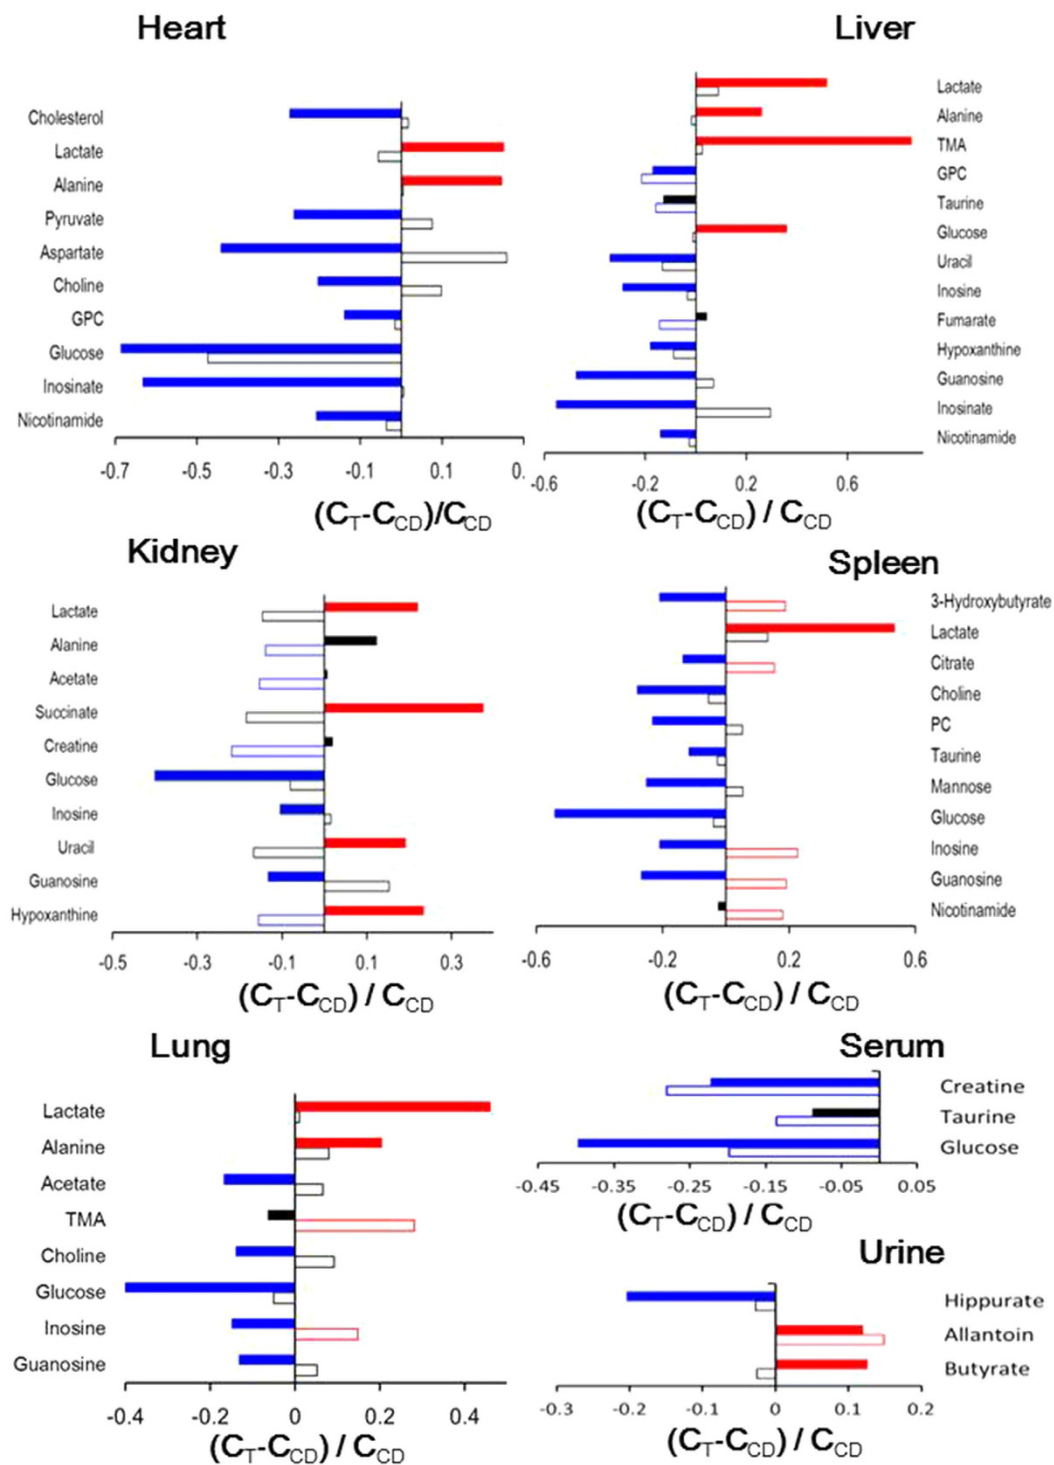 Heart
Cholesterol
Lactate
Alanine
Pyruvate
Aspartate
Choline
GPC
Glucose
Inosinate
Nicotinamide
-0.7 -0.5 -0.3 -0.1 0.1 0.
(CT-CCD)/CCD
Liver
Lactate
Alanine
TMA
GPC
Taurine
Glucose
Uracil
Inosine
Fumarate
Hypoxanthine
Guanosine
Inosinate
Nicotinamide
-0.6 -0.2 0.2 0.6
(CT-CCD) / CCD
Kidney
Lactate
Alanine
Acetate
Succinate
Creatine
Glucose
Inosine
Uracil
Guanosine
Hypoxanthine
-0.5 -0.3 -0.1 0.1 0.3
(CT-CCD) / CCD
Spleen
3-Hydroxybutyrate
Lactate
Citrate
Choline
PC
Taurine
Mannose
Glucose
Inosine
Guanosine
Nicotinamide
-0.6 -0.2 0.2 0.6
(CT-CCD) / CCD
Lung
Lactate
Alanine
Acetate
TMA
Choline
Glucose
Inosine
Guanosine
-0.4 -0.2 0 0.2 0.4
(CT-CCD) / CCD
Serum
Creatine
Taurine
Glucose
-0.45 -0.35 -0.25 -0.15 -0.05 0.05
(CT-CCD) / CCD
Urine
Hippurate
Allantoin
Butyrate
-0.3 -0.2 -0.1 0 0.1 0.2
(CT-CCD) / CCD